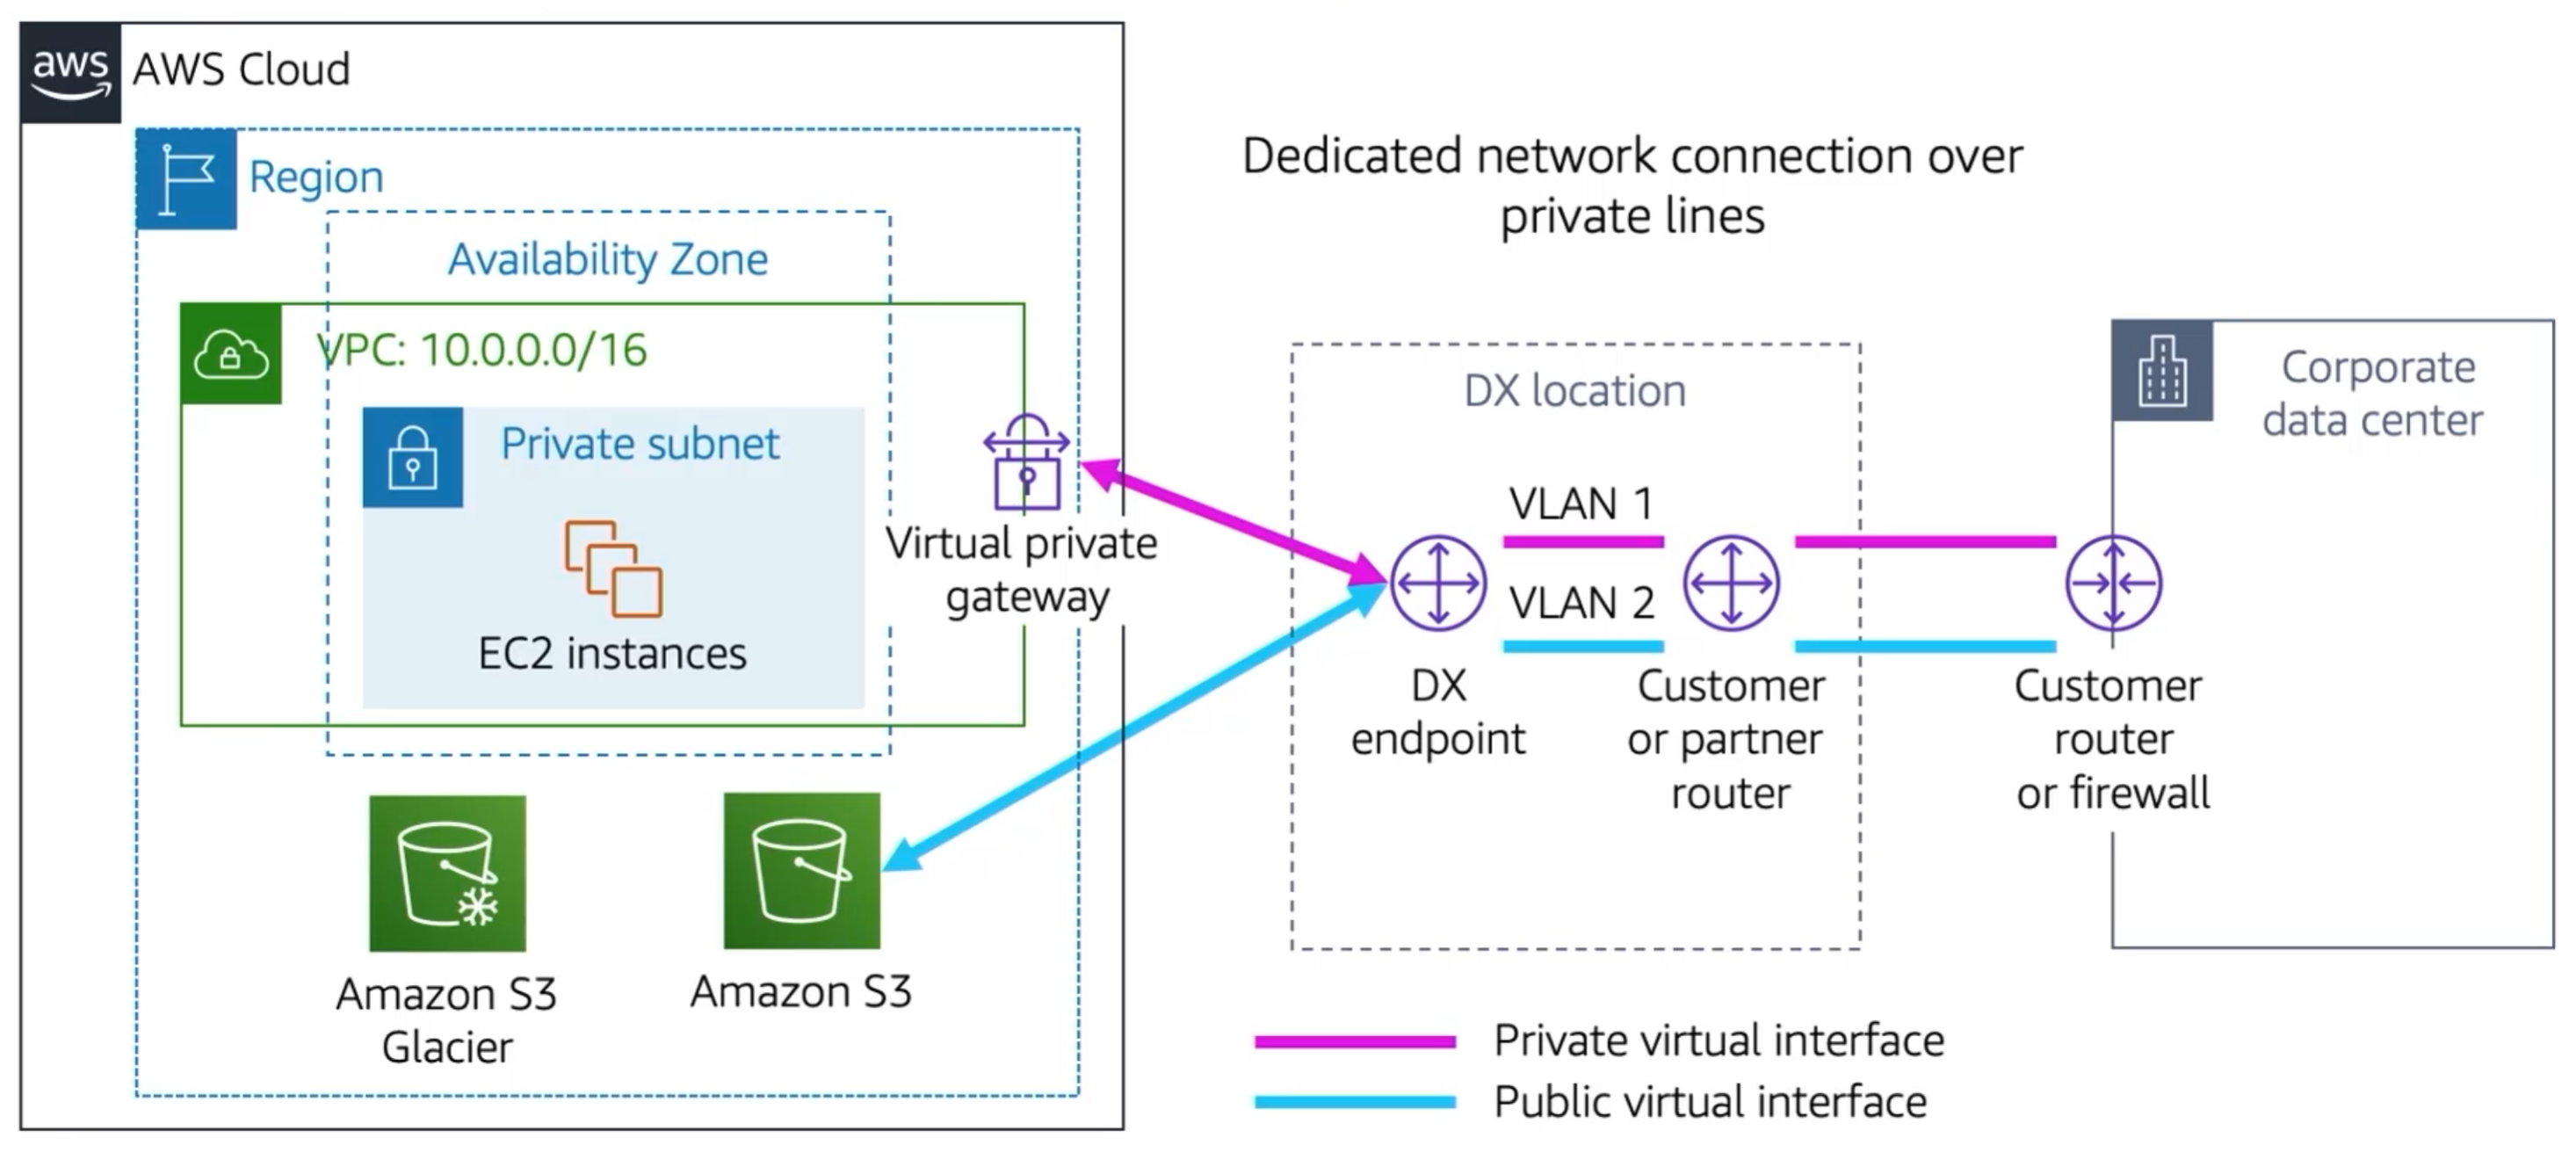 aws
AWS Cloud
Region
Availability Zone
VPC: 10.0.0.0/16
Private subnet
EC2 instances
Virtual private
gateway
Amazon S3
Glacier
Amazon S3
Dedicated network connection over
private lines
DX location
VLAN 1
VLAN 2
DX
endpoint
Customer
or partner
router
Corporate
data center
Customer
router
or firewall
Private virtual interface
Public virtual interface